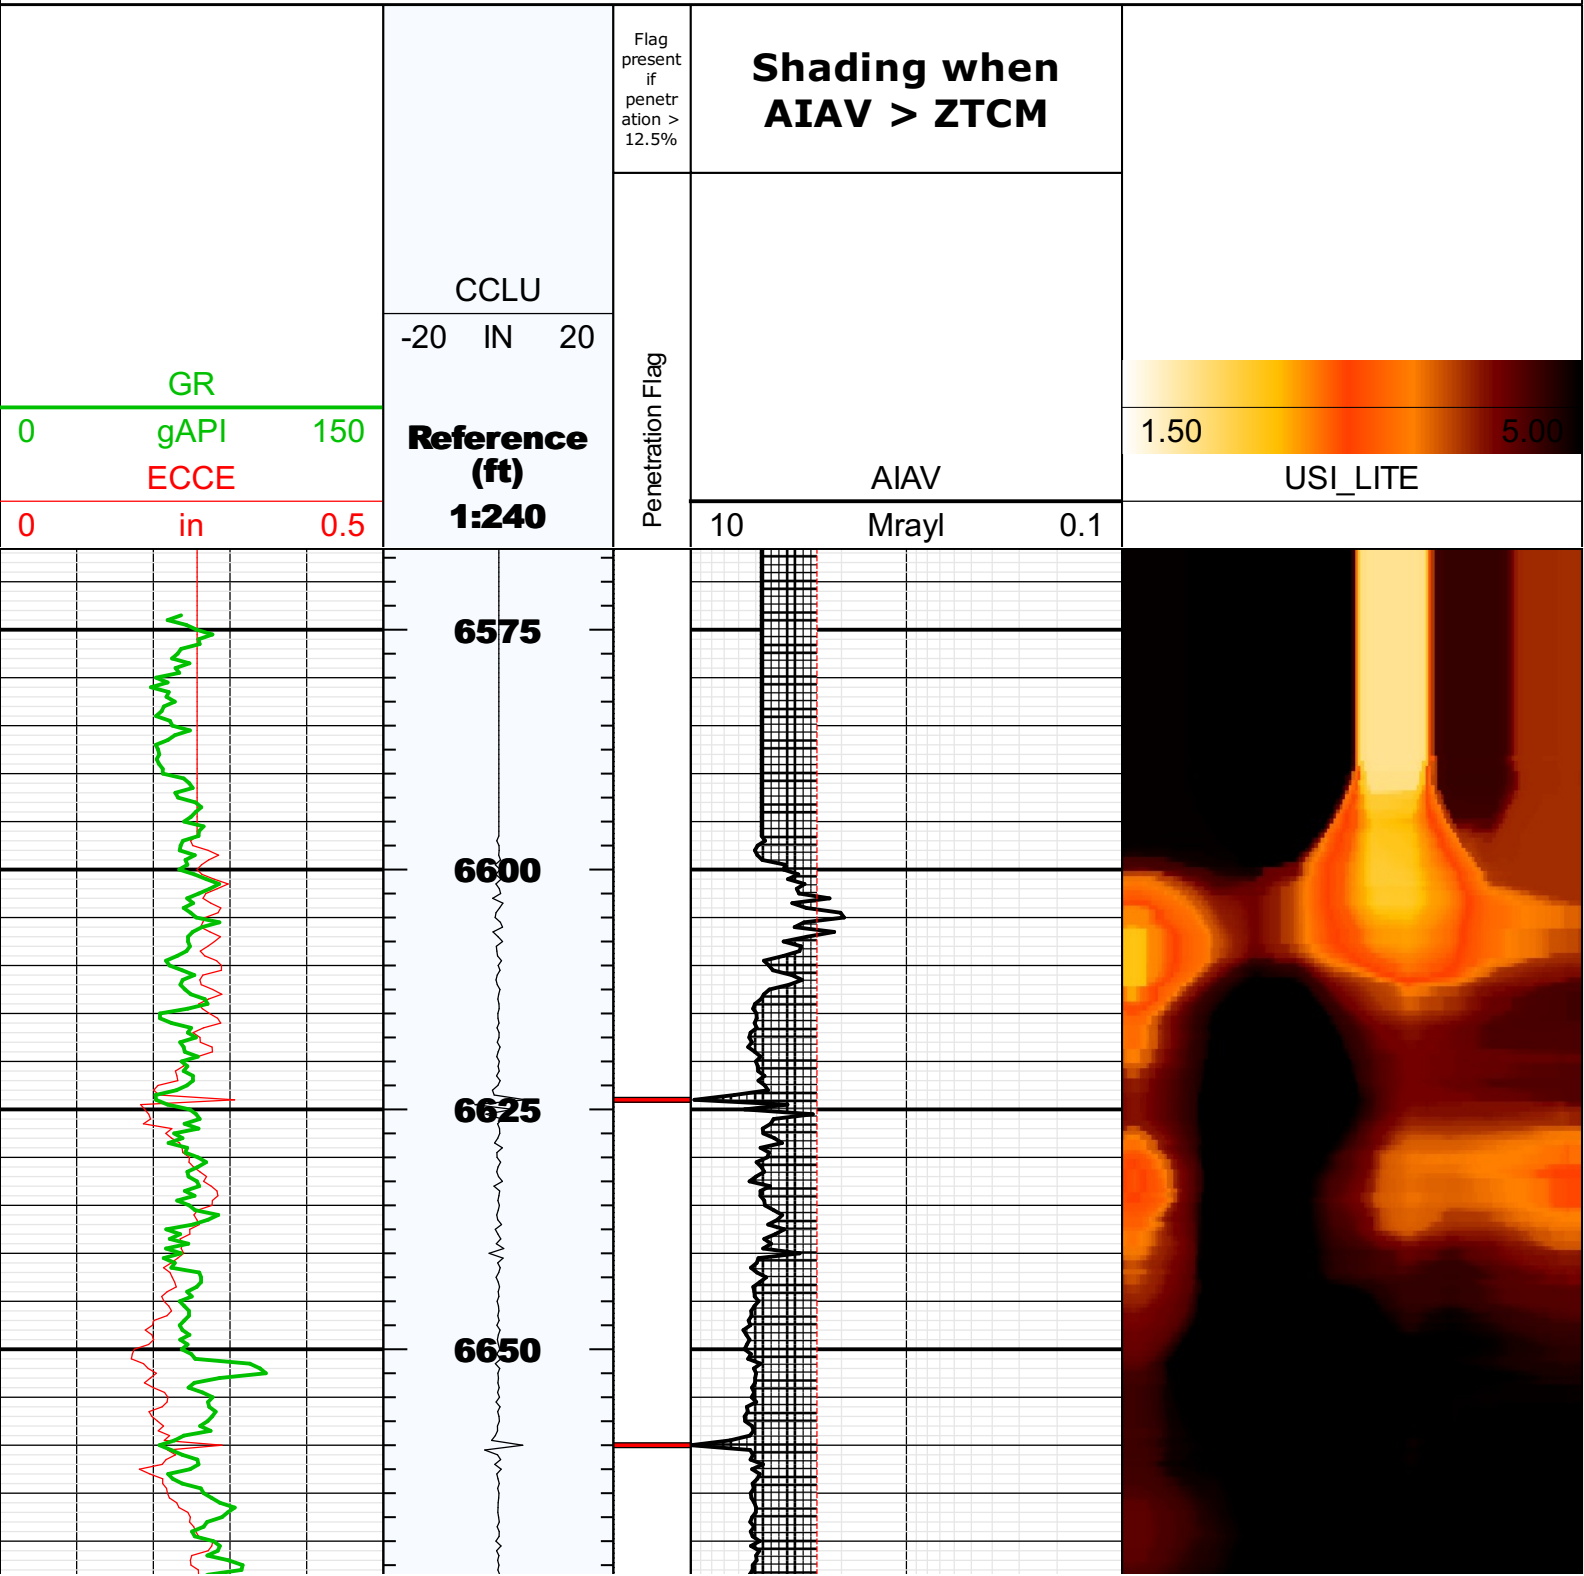 Flag
present
if
penetr
ation >
12.5%
Shading when
AIAV > ZTCM
CCLU
-20 IN 20
GR
0 gAPI 150
ECCE
0 in 0.5
Reference
(ft)
1:240
Penetration Flag
AIAV
10 Mrayl 0.1
1.50 5.00
USI_LITE
6575
6600
6625
6650